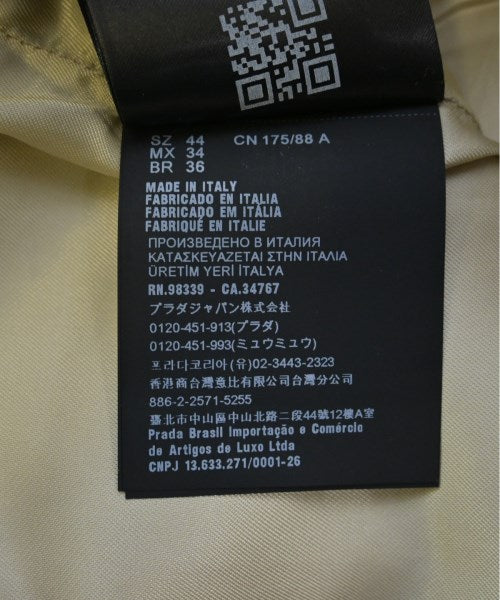 SZ 44 CN 175/88 A
MX 34
BR 36
MADE IN ITALY
FABRICADO EN ITALIA
FABRICADO EM ITÁLIA
FABRIQUÉ EN ITALIE
ПРОИЗВЕДЕНО В ИТАЛИЯ
ΚΑΤΑΣΚΕΥΑΖΕΤΑΙ ΣΤΗΝ ΙΤΑΛΙΑ
ÜRETİM YERİ İTALYA
RN.98339 - CA.34767
プラダジャパン株式会社
0120-451-913(プラダ)
0120-451-993(ミュウミュウ)
프라다코리아(유)02-3443-2323
香港商台灣意比有限公司台灣分公司
886-2-2571-5255
臺北市中山區中山北路二段44號12樓A室
Prada Brasil Importação e Comércio
de Artigos de Luxo Ltda
CNPJ 13.633.271/0001-26